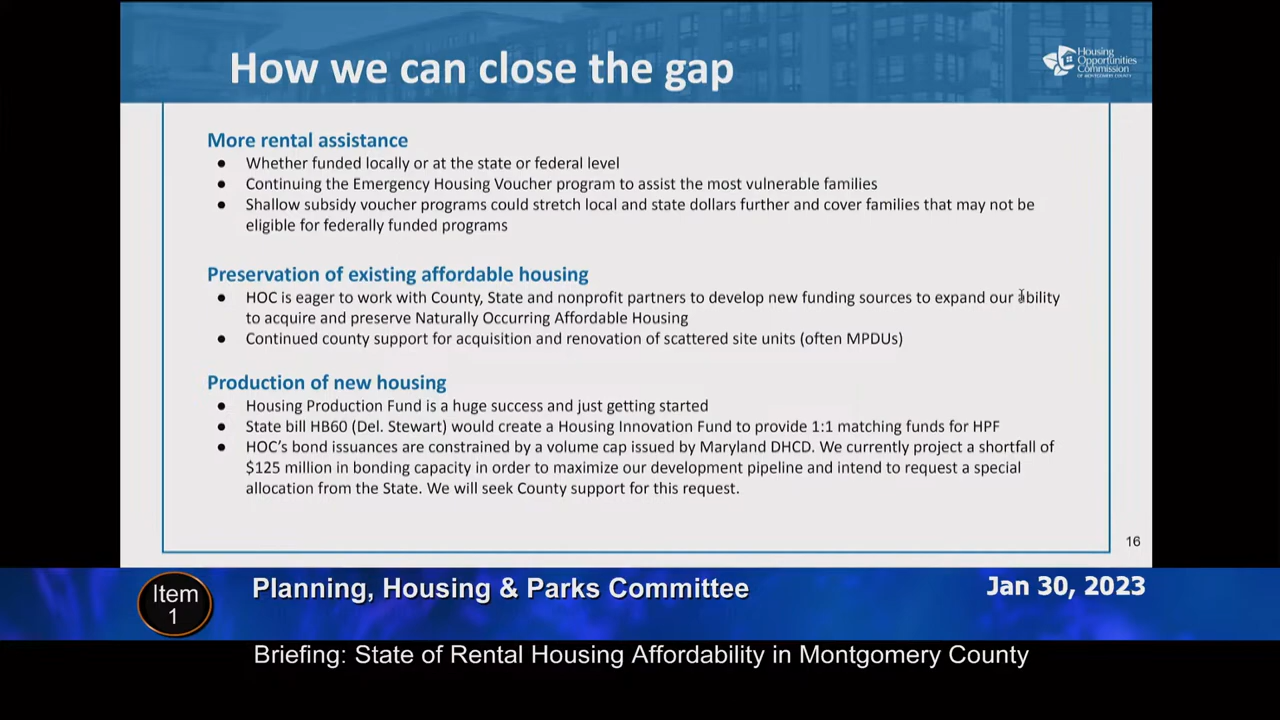 How we can close the gap
Housing
Opportunities
Commission
OF MONTGOMERY COUNTY
More rental assistance
● Whether funded locally or at the state or federal level
● Continuing the Emergency Housing Voucher program to assist the most vulnerable families
● Shallow subsidy voucher programs could stretch local and state dollars further and cover families that may not be
eligible for federally funded programs
Preservation of existing affordable housing
● HOC is eager to work with County, State and nonprofit partners to develop new funding sources to expand our ability
to acquire and preserve Naturally Occurring Affordable Housing
● Continued county support for acquisition and renovation of scattered site units (often MPDUs)
Production of new housing
● Housing Production Fund is a huge success and just getting started
● State bill HB60 (Del. Stewart) would create a Housing Innovation Fund to provide 1:1 matching funds for HPF
● HOC's bond issuances are constrained by a volume cap issued by Maryland DHCD. We currently project a shortfall of
$125 million in bonding capacity in order to maximize our development pipeline and intend to request a special
allocation from the State. We will seek County support for this request.
16
Item
1
Planning, Housing & Parks Committee
Jan 30, 2023
Briefing: State of Rental Housing Affordability in Montgomery County